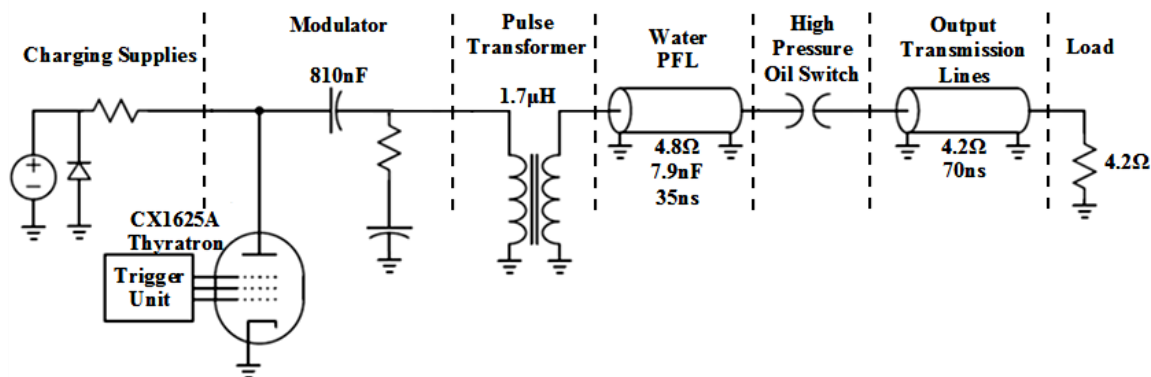 Charging Supplies
Modulator
Pulse
Transformer
Water
PFL
High
Pressure
Oil Switch
Output
Transmission
Lines
Load
810nF
1.7μH
4.8Ω
7.9nF
35ns
4.2Ω
70ns
4.2Ω
CX1625A
Thyratron
Trigger
Unit